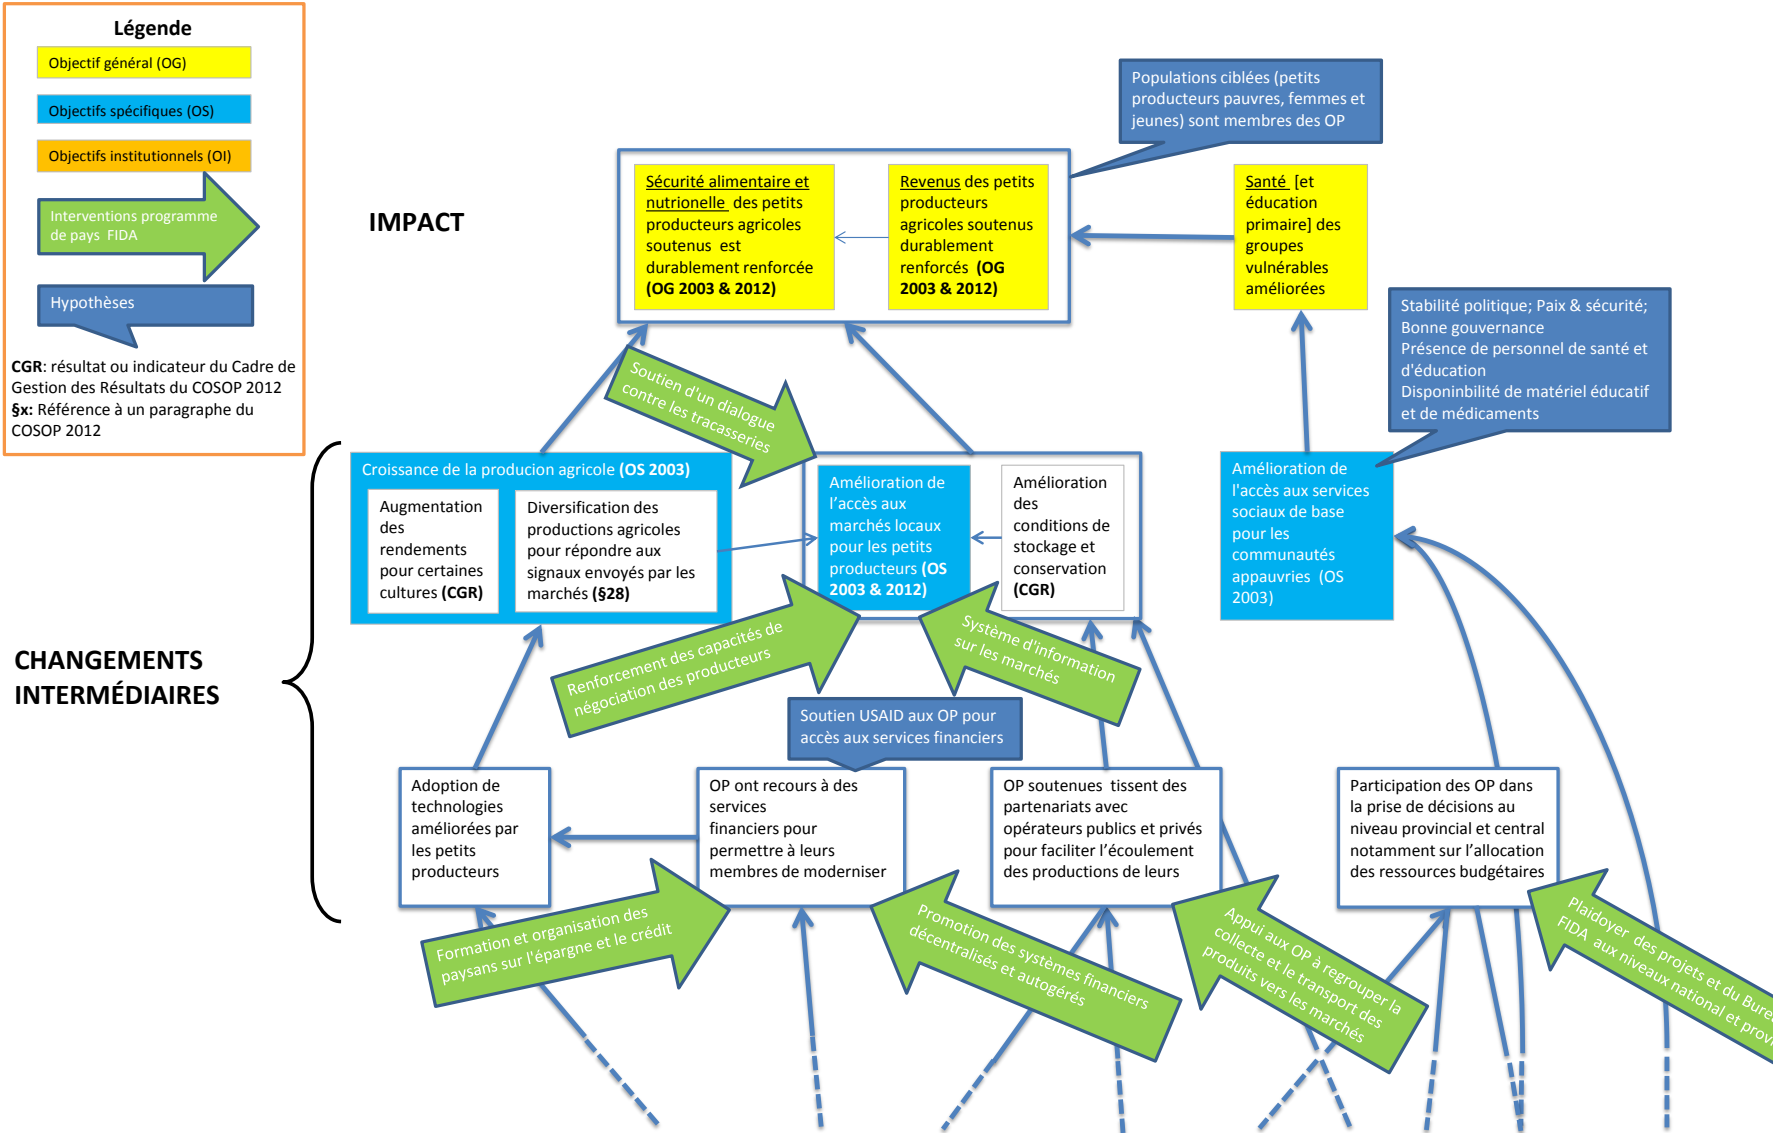 Légende
Objectif général (OG)
Objectifs spécifiques (OS)
Objectifs institutionnels (OI)
Interventions programme
de pays  FIDA
Hypothèses
CGR: résultat ou indicateur du Cadre de
Gestion des Résultats du COSOP 2012
§x: Référence à un paragraphe du
COSOP 2012
IMPACT
Populations ciblées (petits
producteurs pauvres, femmes et
jeunes) sont membres des OP
Sécurité alimentaire et
nutrionelle  des petits
producteurs agricoles
soutenus  est
durablement renforcée
(OG 2003 & 2012)
Revenus des petits
producteurs
agricoles soutenus
durablement
renforcés  (OG
2003 & 2012)
Santé  [et
éducation
primaire] des
groupes
vulnérables
améliorées
Stabilité politique; Paix & sécurité;
Bonne gouvernance
Présence de personnel de santé et
d'éducation
Disponinbilité de matériel éducatif
et de médicaments
Soutien d'un dialogue
contre les tracasseries
CHANGEMENTS
INTERMÉDIAIRES
Croissance de la producion agricole (OS 2003)
Augmentation
des
rendements
pour certaines
cultures (CGR)
Diversification des
productions agricoles
pour répondre aux
signaux envoyés par les
marchés (§28)
Amélioration de
l’accès aux
marchés locaux
pour les petits
producteurs (OS
2003 & 2012)
Amélioration
des
conditions de
stockage et
conservation
(CGR)
Amélioration de
l'accès aux services
sociaux de base
pour les
communautés
appauvries  (OS
2003)
Renforcement des capacités de
négociation des producteurs
Système d'information
sur les marchés
Soutien USAID aux OP pour
accès aux services financiers
Adoption de
technologies
améliorées par
les petits
producteurs
OP ont recours à des
services
financiers pour
permettre à leurs
membres de moderniser
OP soutenues  tissent des
partenariats avec
opérateurs publics et privés
pour faciliter l’écoulement
des productions de leurs
Participation des OP dans
la prise de décisions au
niveau provincial et central
notamment sur l’allocation
des ressources budgétaires
Formation et organisation des
paysans sur l'épargne et le crédit
Promotion des systèmes financiers
décentralisés et autogérés
Appui aux OP à regrouper la
collecte et le transport des
produits vers les marchés
Plaidoyer  des projets et du Bure
FIDA  aux niveaux national et provi